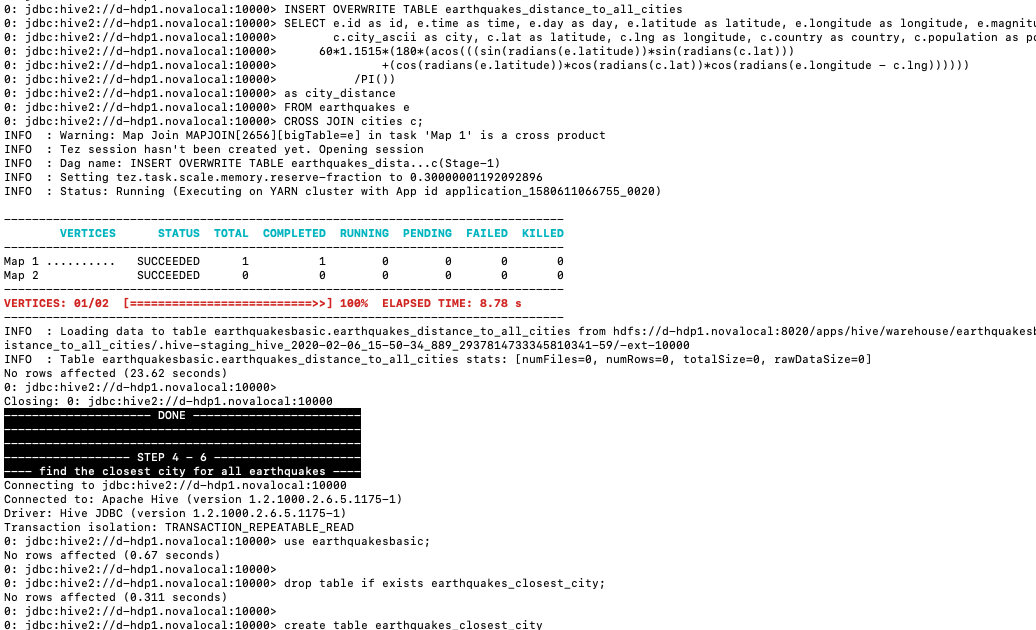 0: jdbc:hive2://d-hdp1.novalocal:10000> INSERT OVERWRITE TABLE earthquakes_distance_to_all_cities
0: jdbc:hive2://d-hdp1.novalocal:10000> SELECT e.id as id, e.time as time, e.day as day, e.latitude as latitude, e.longitude as longitude, e.magnitu
0: jdbc:hive2://d-hdp1.novalocal:10000>        c.city_ascii as city, c.lat as latitude, c.lng as longitude, c.country as country, c.population as po
0: jdbc:hive2://d-hdp1.novalocal:10000>      60*1.1515*(180*(acos(((sin(radians(e.latitude))*sin(radians(c.lat)))
0: jdbc:hive2://d-hdp1.novalocal:10000>               +(cos(radians(e.latitude))*cos(radians(c.lat))*cos(radians(e.longitude - c.lng))))))
0: jdbc:hive2://d-hdp1.novalocal:10000>           /PI())
0: jdbc:hive2://d-hdp1.novalocal:10000> as city_distance
0: jdbc:hive2://d-hdp1.novalocal:10000> FROM earthquakes e
0: jdbc:hive2://d-hdp1.novalocal:10000> CROSS JOIN cities c;
INFO  : Warning: Map Join MAPJOIN[2656][bigTable=e] in task 'Map 1' is a cross product
INFO  : Tez session hasn't been created yet. Opening session
INFO  : Dag name: INSERT OVERWRITE TABLE earthquakes_dista...c(Stage-1)
INFO  : Setting tez.task.scale.memory.reserve-fraction to 0.30000001192092896
INFO  : Status: Running (Executing on YARN cluster with App id application_1580611066755_0020)
--------------------------------------------------------------------------------
        VERTICES      STATUS  TOTAL  COMPLETED  RUNNING  PENDING  FAILED  KILLED
--------------------------------------------------------------------------------
Map 1 ..........   SUCCEEDED      1          1        0        0       0       0
Map 2              SUCCEEDED      0          0        0        0       0       0
--------------------------------------------------------------------------------
VERTICES: 01/02  [==========================>>] 100%  ELAPSED TIME: 8.78 s
--------------------------------------------------------------------------------
INFO  : Loading data to table earthquakesbasic.earthquakes_distance_to_all_cities from hdfs://d-hdp1.novalocal:8020/apps/hive/warehouse/earthquakesb
istance_to_all_cities/.hive-staging_hive_2020-02-06_15-50-34_889_2937814733345810341-59/-ext-10000
INFO  : Table earthquakesbasic.earthquakes_distance_to_all_cities stats: [numFiles=0, numRows=0, totalSize=0, rawDataSize=0]
No rows affected (23.62 seconds)
0: jdbc:hive2://d-hdp1.novalocal:10000>
Closing: 0: jdbc:hive2://d-hdp1.novalocal:10000
--------------------- DONE ------------------------
---------------------------------------------------
---------------------------------------------------
------------------ STEP 4 - 6 ---------------------
---- find the closest city for all earthquakes ----
Connecting to jdbc:hive2://d-hdp1.novalocal:10000
Connected to: Apache Hive (version 1.2.1000.2.6.5.1175-1)
Driver: Hive JDBC (version 1.2.1000.2.6.5.1175-1)
Transaction isolation: TRANSACTION_REPEATABLE_READ
0: jdbc:hive2://d-hdp1.novalocal:10000> use earthquakesbasic;
No rows affected (0.67 seconds)
0: jdbc:hive2://d-hdp1.novalocal:10000>
0: jdbc:hive2://d-hdp1.novalocal:10000> drop table if exists earthquakes_closest_city;
No rows affected (0.311 seconds)
0: jdbc:hive2://d-hdp1.novalocal:10000>
0: jdbc:hive2://d-hdp1.novalocal:10000> create table earthquakes_closest_city